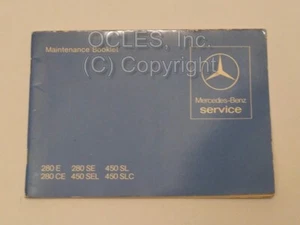 OCLES, Inc.
Maintenance Booklet
(C) Copyright
Mercedes-Benz
service
280 E 280 SE 450 SL
280 CE 450 SEL 450 SLC